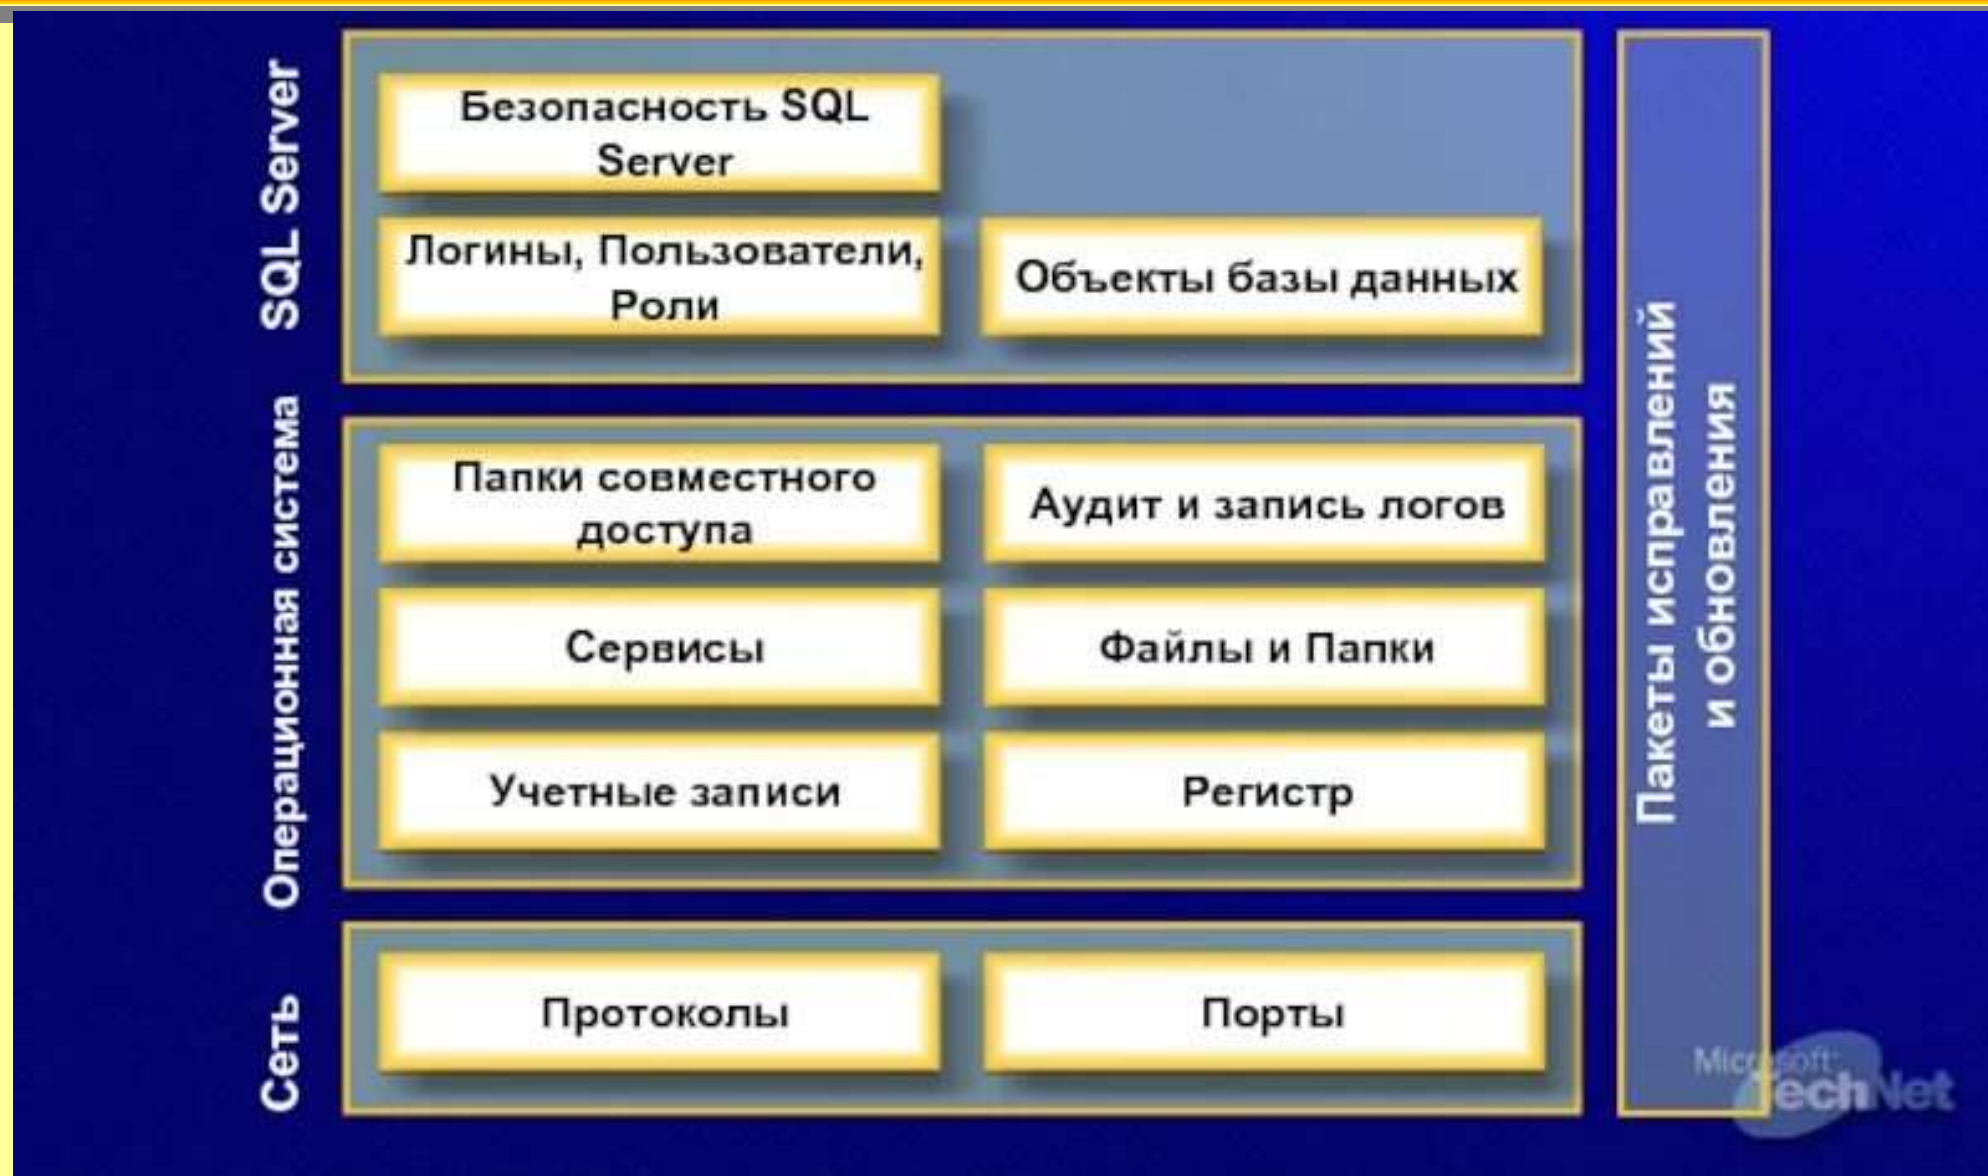 SQL Server
Безопасность SQL
Server
Логины, Пользователи,
Роли
Объекты базы данных
Операционная система
Папки совместного
доступа
Аудит и запись логов
Сервисы
Файлы и Папки
Учетные записи
Регистр
Сеть
Протоколы
Порты
Пакеты исправлений
и обновления
Microsoft
TechNet